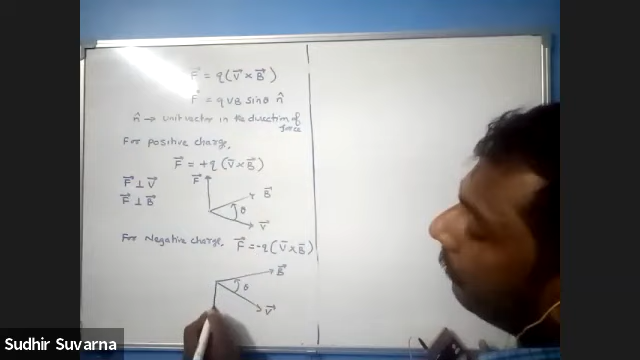 F⃗ = q(V⃗ × B⃗)
F⃗ = qVB sinθ n̂
n̂ → unit vector in the direction of force
For positive charge,
F⃗ = +q(V⃗ × B⃗)
F⃗ ⊥ V⃗
F⃗ ⊥ B⃗
F⃗
B⃗
θ
V⃗
For Negative charge, F⃗ = -q(V⃗ × B⃗)
B⃗
θ
V⃗
Sudhir Suvarna